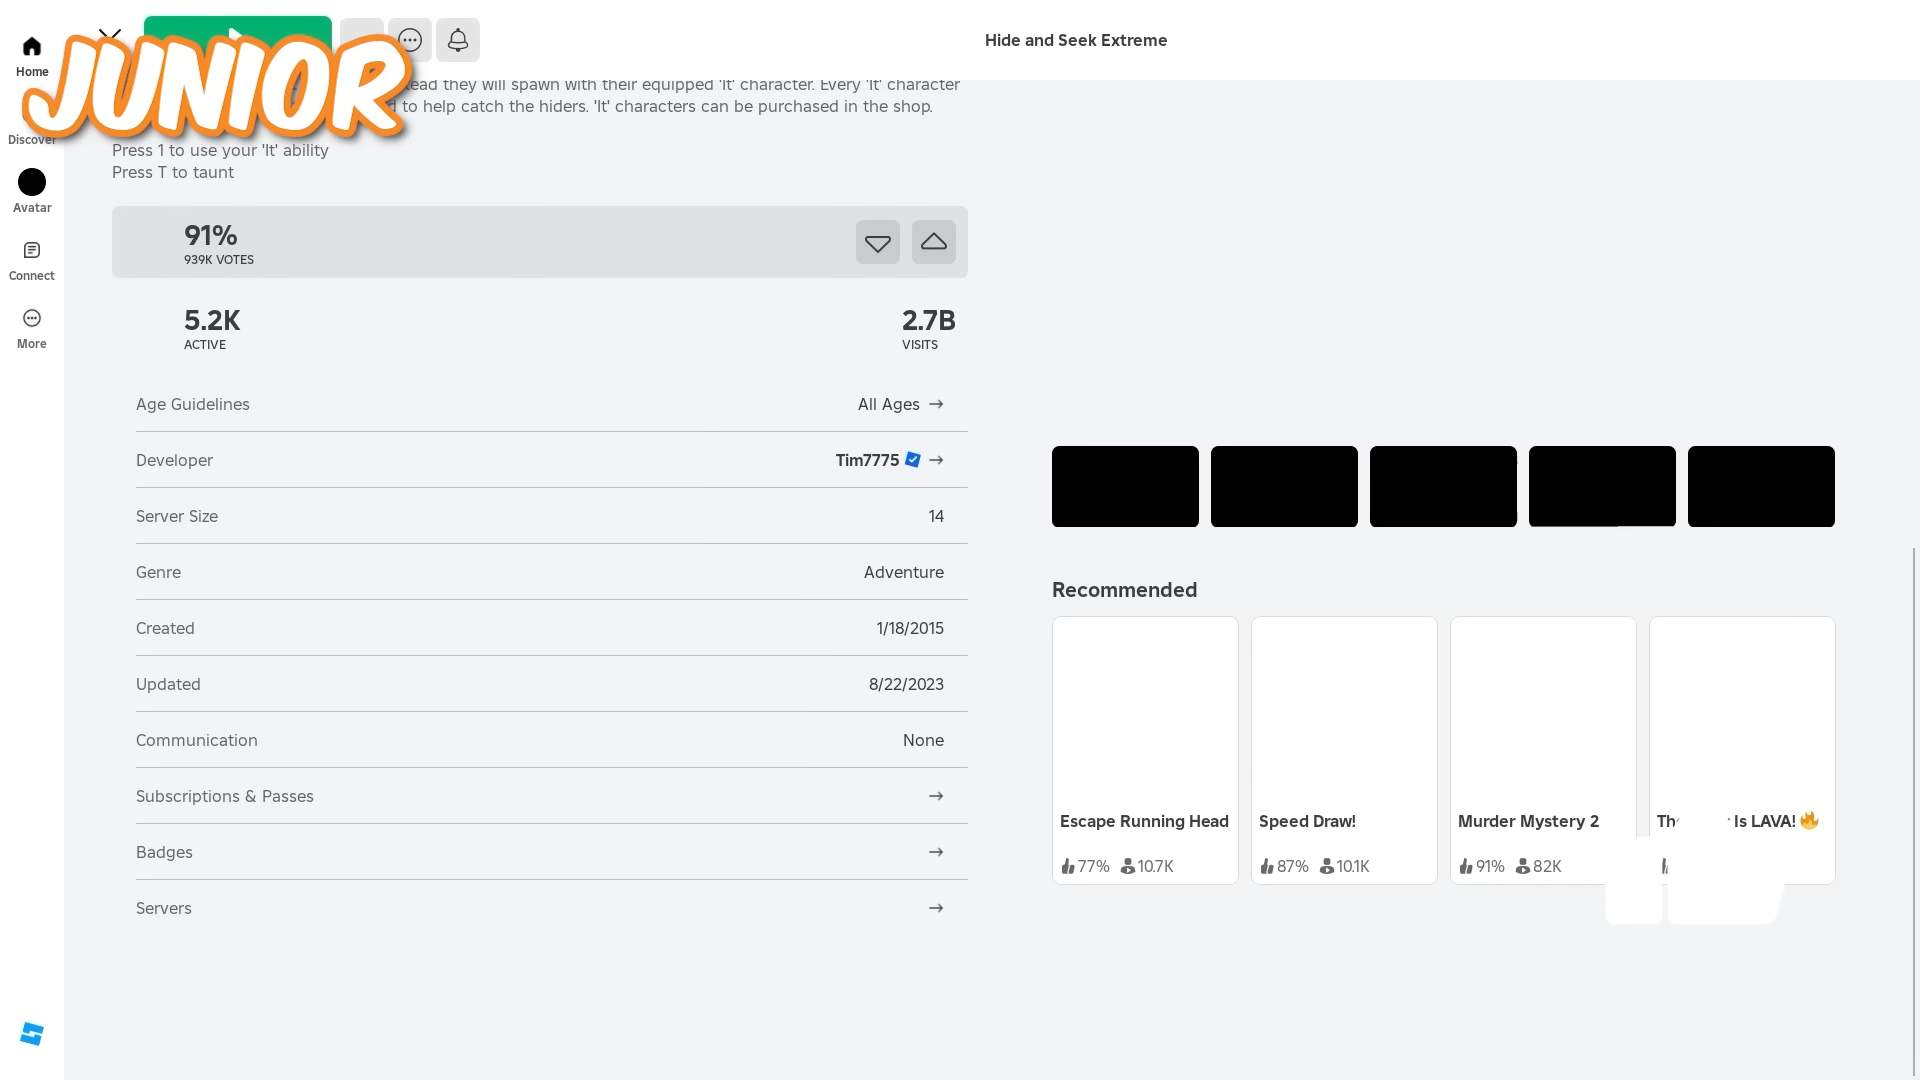 Hide and Seek Extreme
JUNIOR
Home
Discover
Avatar
Connect
More
they will spawn with their equipped 'It' character. Every 'It' character
to help catch the hiders. 'It' characters can be purchased in the shop.
Press 1 to use your 'It' ability
Press T to taunt
91%
939K VOTES
5.2K
ACTIVE
2.7B
VISITS
Age Guidelines All Ages →
Developer Tim7775 →
Server Size 14
Genre Adventure
Created 1/18/2015
Updated 8/22/2023
Communication None
Subscriptions & Passes →
Badges →
Servers →
Recommended
Escape Running Head
77% 10.7K
Speed Draw!
87% 10.1K
Murder Mystery 2
91% 82K
Is LAVA! 🔥